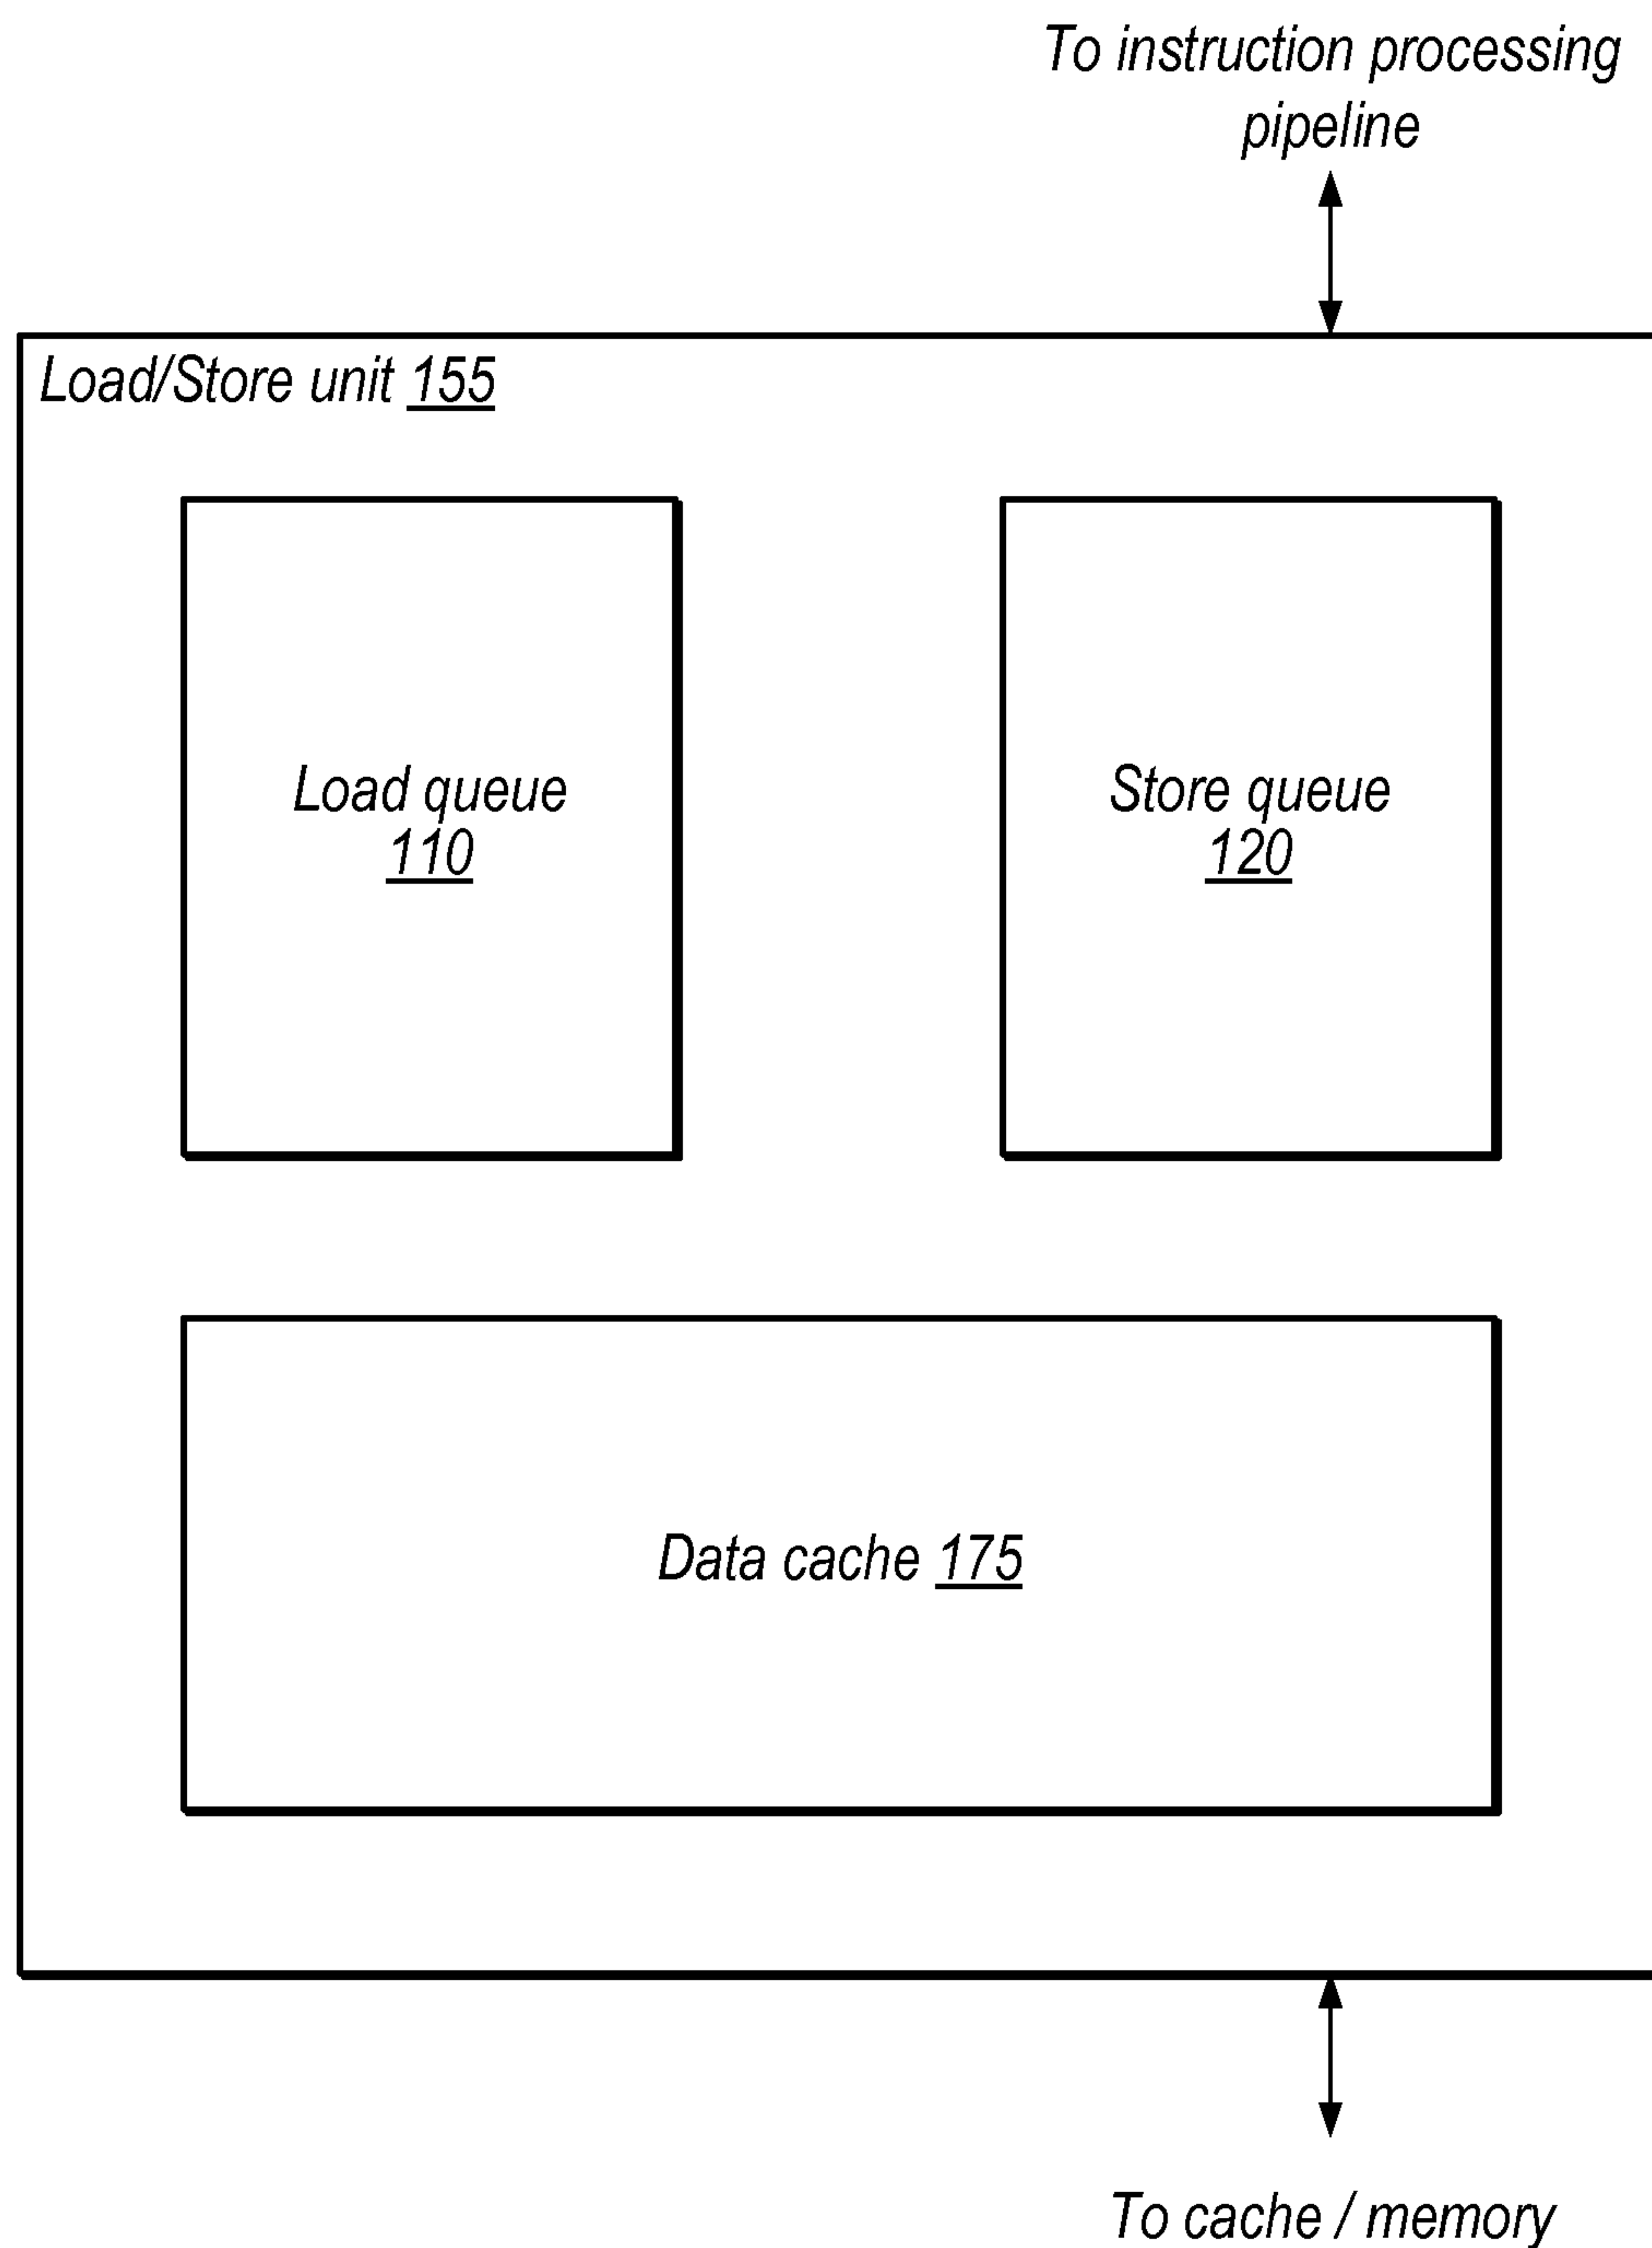 To instruction processing
pipeline
Load/Store unit 155
Load queue
110
Store queue
120
Data cache 175
To cache / memory